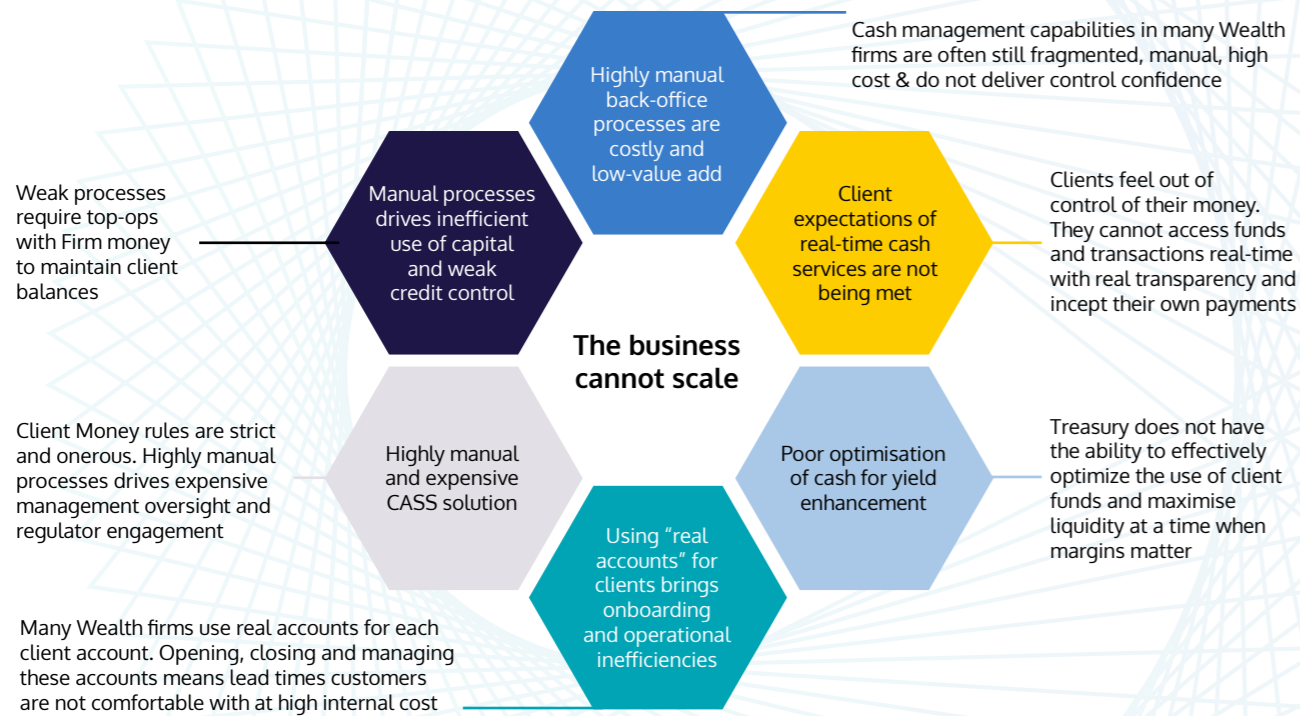 Cash management capabilities in many Wealth
firms are often still fragmented, manual, high
cost & do not deliver control confidence
Highly manual
back-office
processes are
costly and
low-value add
Weak processes
require top-ops
with Firm money
to maintain client
balances
Manual processes
drives inefficient
use of capital
and weak
credit control
Client
expectations of
real-time cash
services are not
being met
Clients feel out of
control of their money.
They cannot access funds
and transactions real-time
with real transparency and
incept their own payments
The business
cannot scale
Client Money rules are strict
and onerous. Highly manual
processes drives expensive
management oversight and
regulator engagement
Highly manual
and expensive
CASS solution
Poor optimisation
of cash for yield
enhancement
Treasury does not have
the ability to effectively
optimize the use of client
funds and maximise
liquidity at a time when
margins matter
Using “real
accounts” for
clients brings
onboarding
and operational
inefficiencies
Many Wealth firms use real accounts for each
client account. Opening, closing and managing
these accounts means lead times customers
are not comfortable with at high internal cost